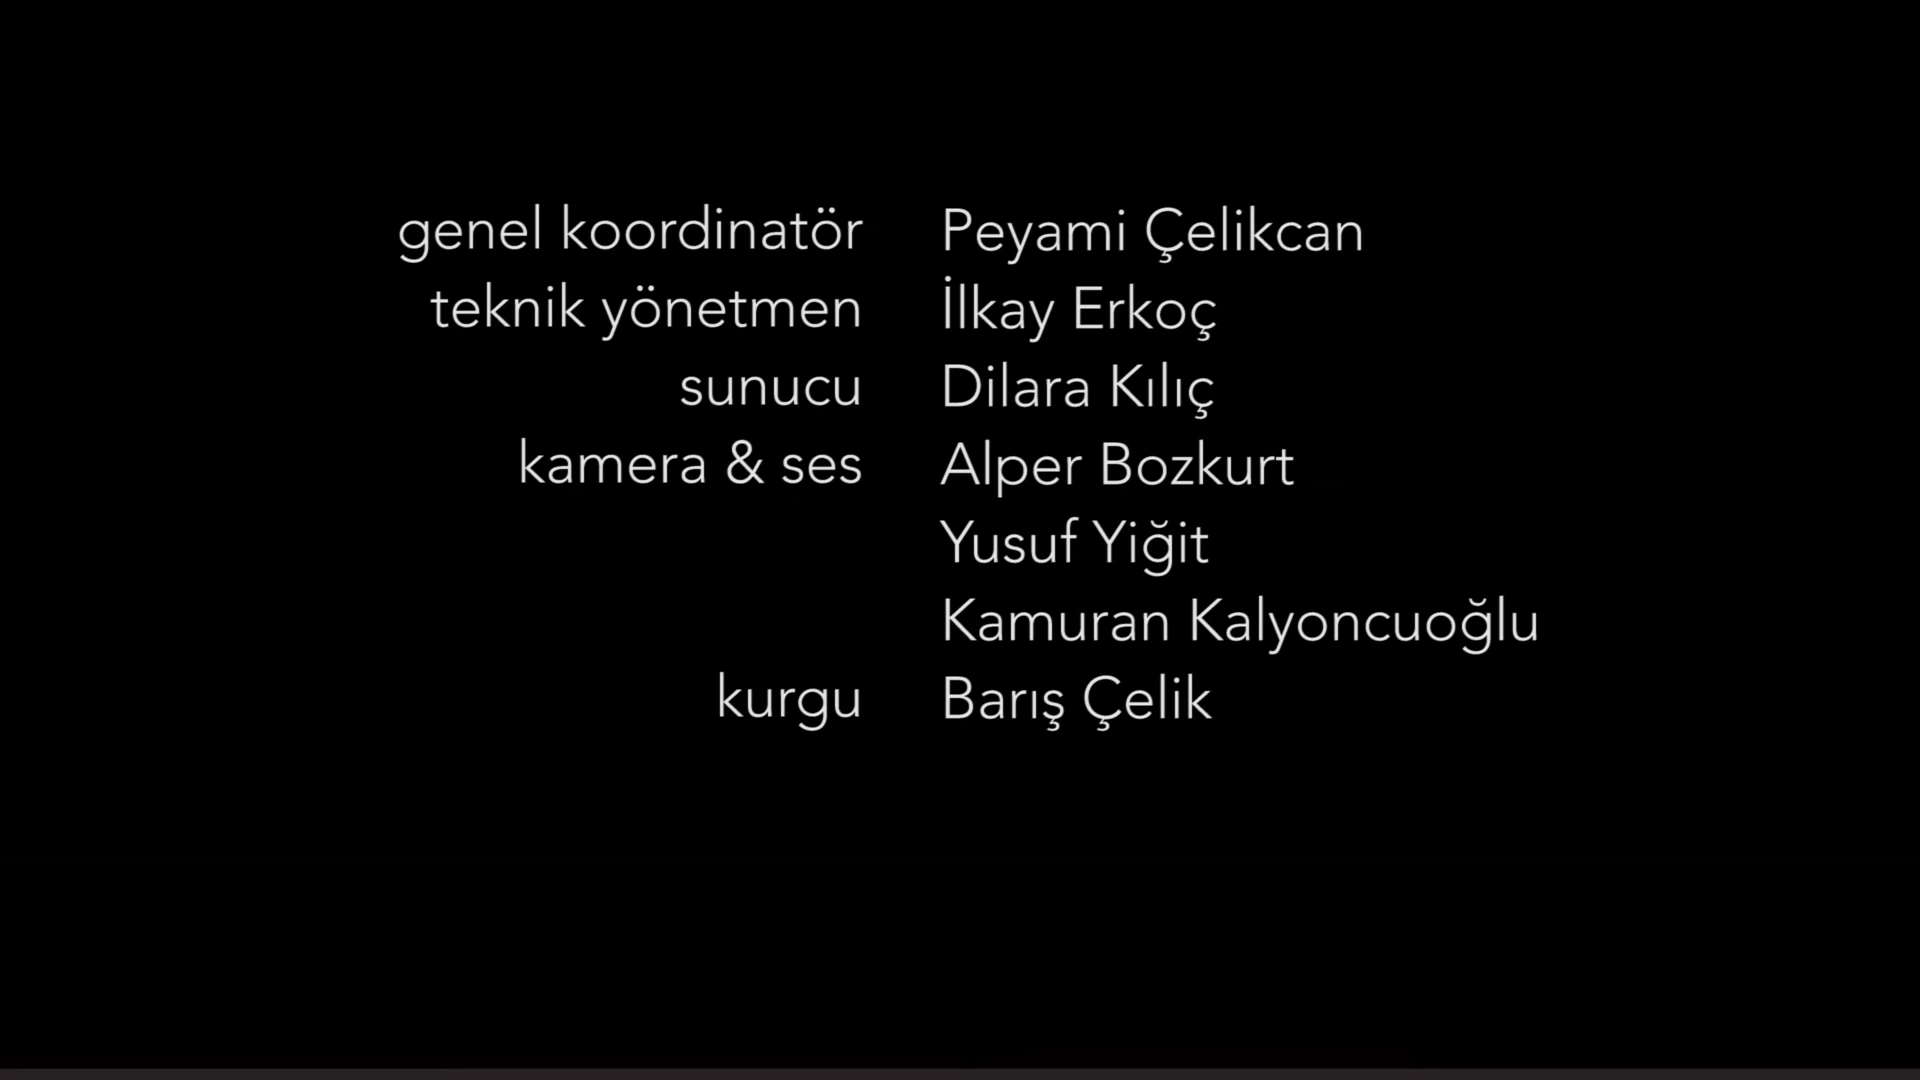 genel koordinatör Peyami Çelikcan
teknik yönetmen İlkay Erkoç
sunucu Dilara Kılıç
kamera & ses Alper Bozkurt
Yusuf Yiğit
Kamuran Kalyoncuoğlu
kurgu Barış Çelik